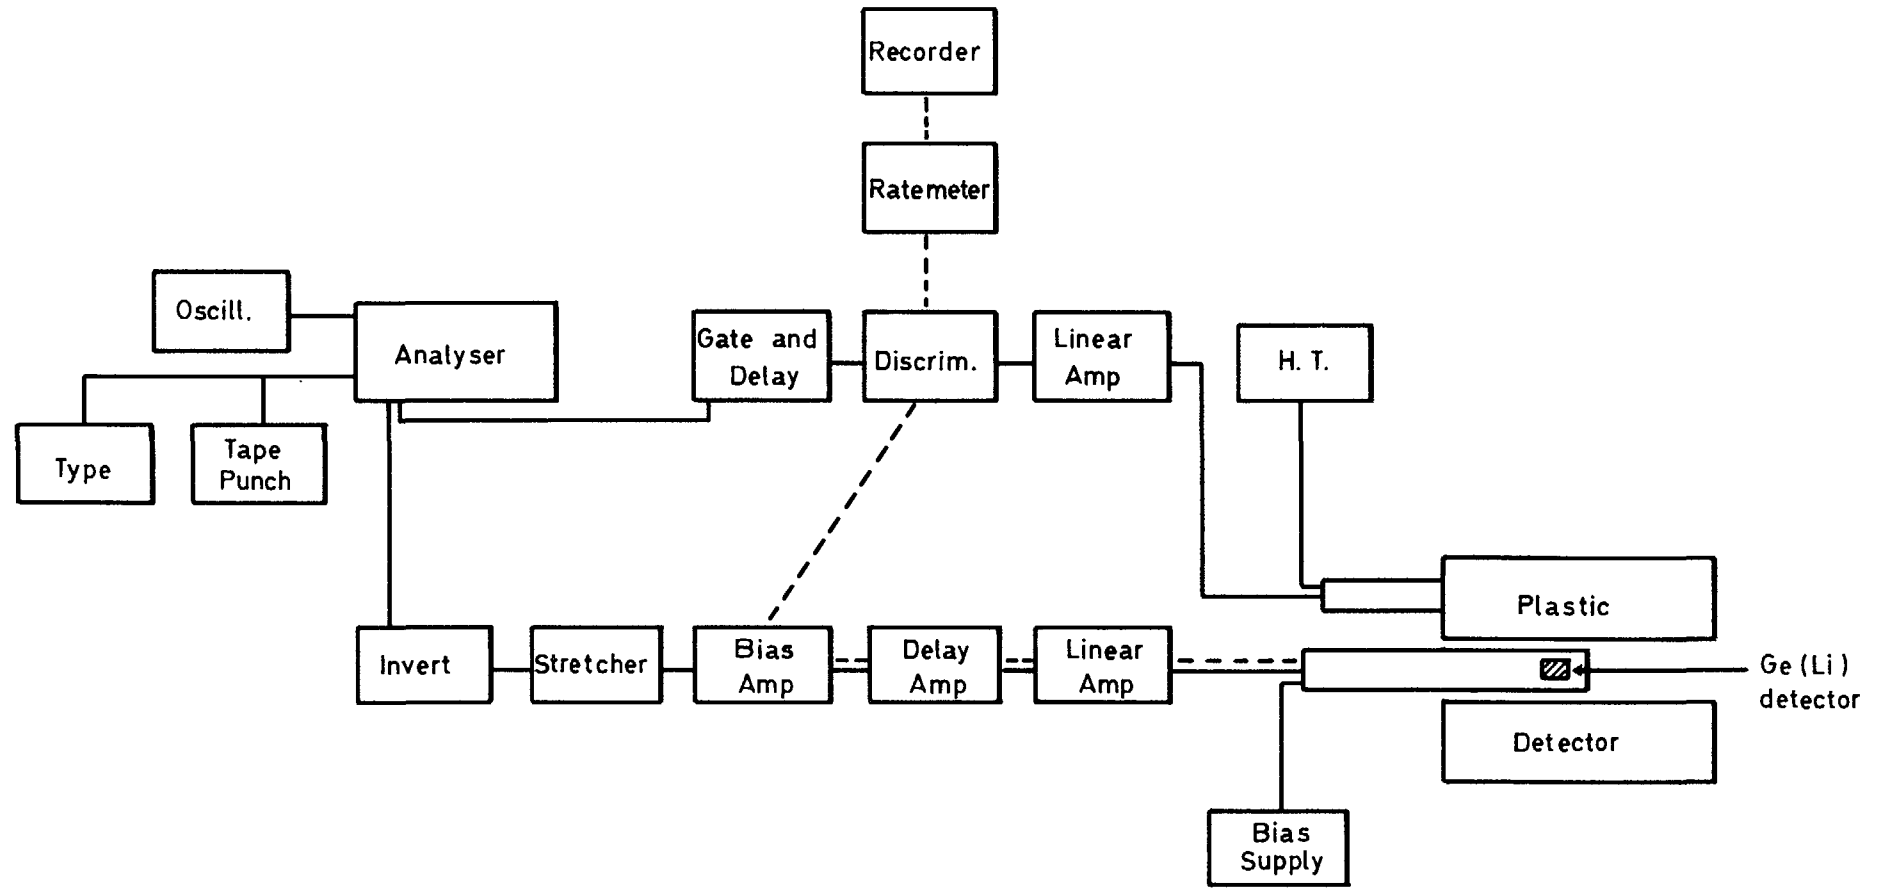 Recorder
Ratemeter
Oscill.
Analyser
Gate and
Delay
Discrim.
Linear
Amp
H. T.
Type
Tape
Punch
Plastic
Invert
Stretcher
Bias
Amp
Delay
Amp
Linear
Amp
Ge (Li)
detector
Detector
Bias
Supply